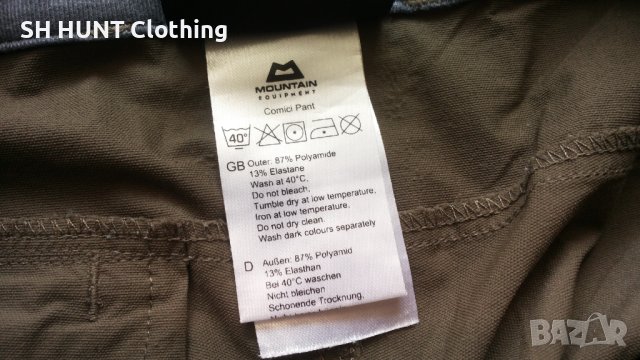 SH HUNT Clothing
MOUNTAIN
EQUIPMENT
Comici Pant
40°
GB Outer: 87% Polyamide
13% Elastane
Wash at 40°C.
Do not bleach,
Tumble dry at low temperature,
Iron at low temperature.
Do not dry clean.
Wash dark colours separately
D Außen: 87% Polyamid
13% Elasthan
Bei 40°C waschen
Nicht bleichen
Schonende Trocknung,
BAZAR
bg